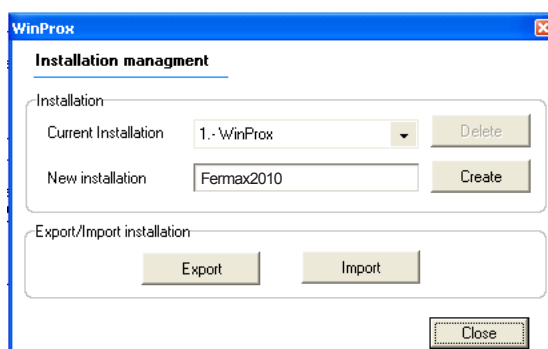 WinProx
Installation managment
Installation
Current Installation 1.- WinProx Delete
New installation Fermax2010 Create
Export/Import installation
Export Import
Close